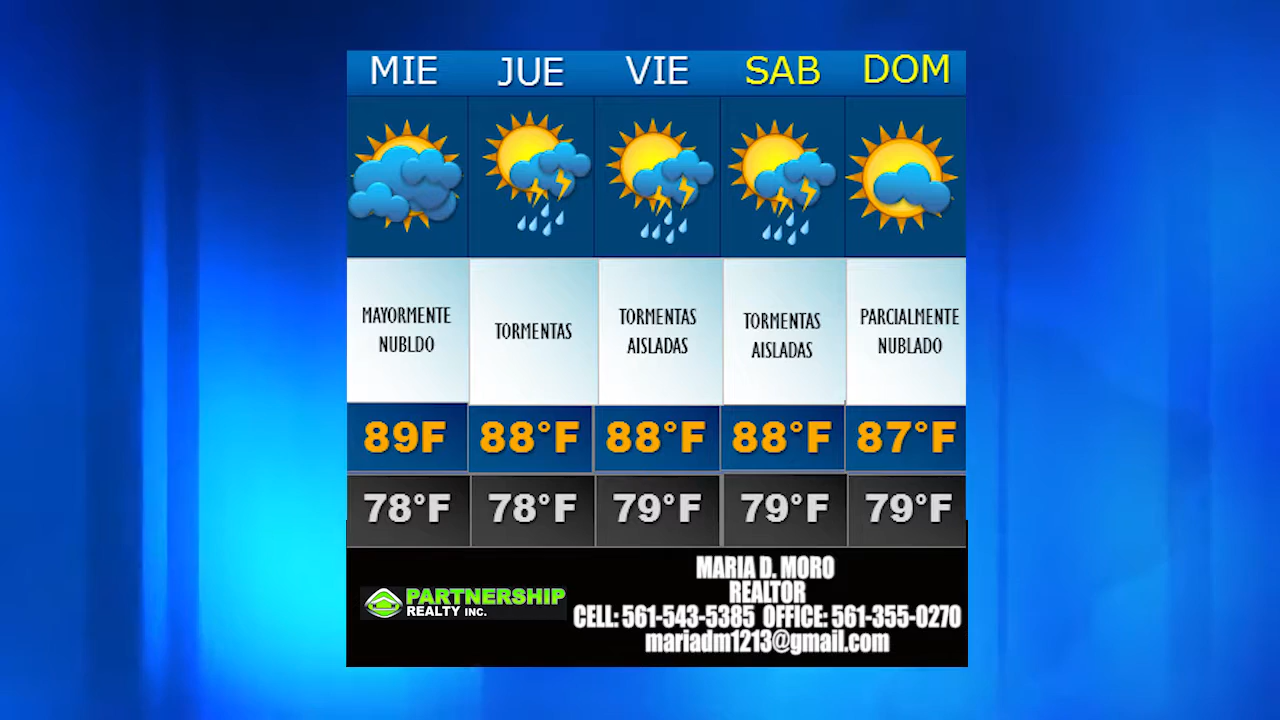 MIE JUE VIE SAB DOM
MAYORMENTE
NUBLDO
TORMENTAS
TORMENTAS
AISLADAS
TORMENTAS
AISLADAS
PARCIALMENTE
NUBLADO
89F 88°F 88°F 88°F 87°F
78°F 78°F 79°F 79°F 79°F
PARTNERSHIP
REALTY INC.
MARIA D. MORO
REALTOR
CELL: 561-543-5385 OFFICE: 561-355-0270
mariadm1213@gmail.com